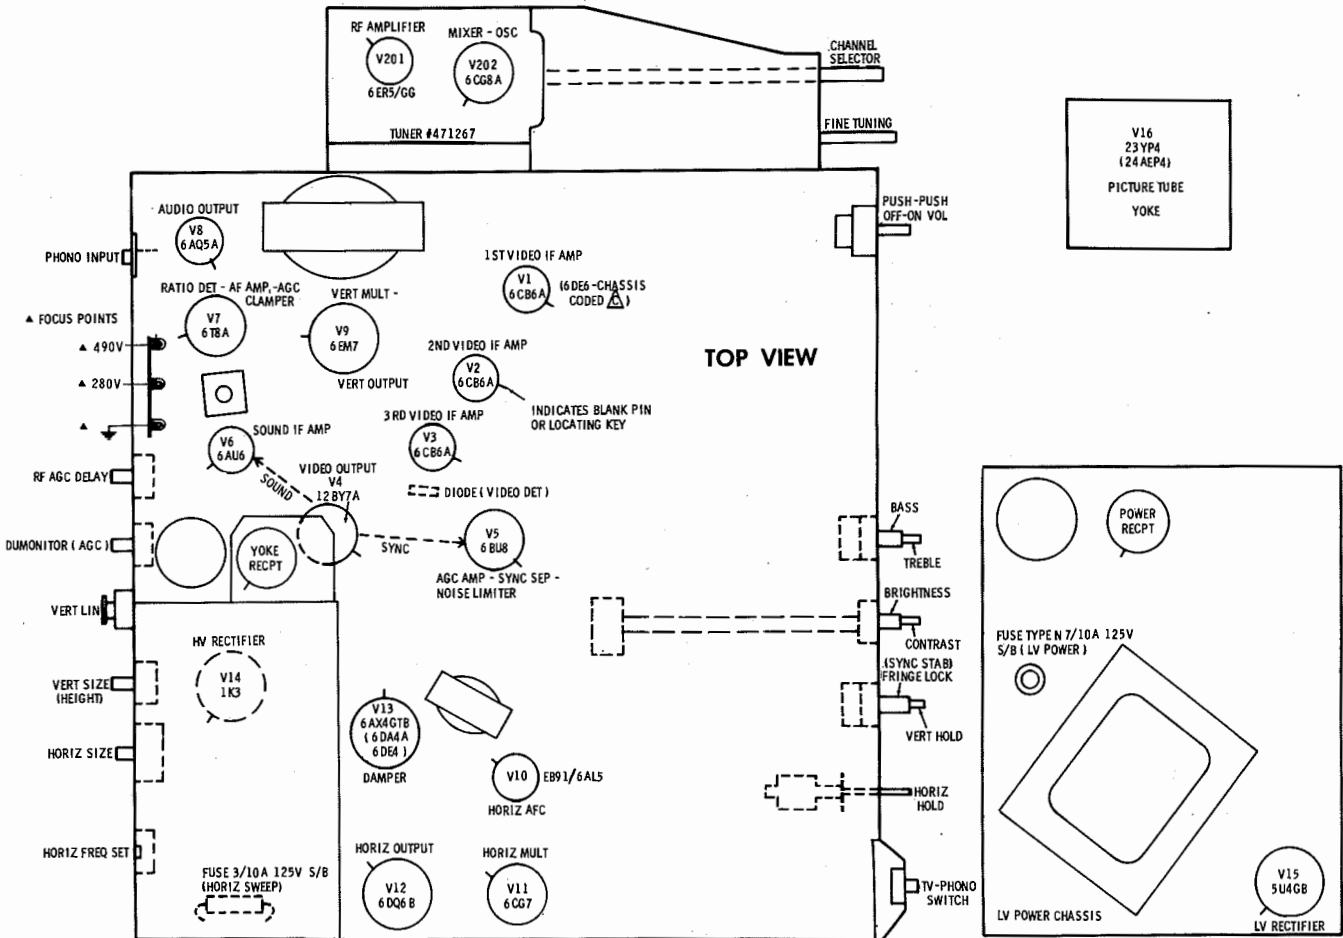 RF AMPLIFIER
V201
6ER5/GG
MIXER - OSC
V202
6CG8A
TUNER #471267
CHANNEL
SELECTOR
FINE TUNING
V16
23YP4
(24AEP4)
PICTURE TUBE
YOKE
AUDIO OUTPUT
V8
6AQ5A
PHONO INPUT
PUSH-PUSH
OFF-ON VOL
1ST VIDEO IF AMP
V1
6CB6A
(6DE6-CHASSIS
CODED C)
RATIO DET - AF AMP,-AGC
CLAMPER
V7
6T8A
VERT MULT -
V9
6EM7
VERT OUTPUT
▲ FOCUS POINTS
▲ 490V
▲ 280V
▲
2ND VIDEO IF AMP
V2
6CB6A
INDICATES BLANK PIN
OR LOCATING KEY
TOP VIEW
3RD VIDEO IF AMP
V3
6CB6A
SOUND IF AMP
V6
6AU6
SOUND
VIDEO OUTPUT
V4
12BY7A
DIODE (VIDEO DET)
RF AGC DELAY
DUMONITOR (AGC)
YOKE
RECPT
SYNC
V5
6BU8
AGC AMP - SYNC SEP -
NOISE LIMITER
BASS
TREBLE
POWER
RECPT
VERT LIN
BRIGHTNESS
CONTRAST
HV RECTIFIER
V14
1K3
(SYNC STAB)
FRINGE LOCK
VERT HOLD
FUSE TYPE N 7/10A 125V
S/B (LV POWER)
VERT SIZE
(HEIGHT)
HORIZ SIZE
V13
6AX4GTB
(6DA4A
6DE4)
DAMPER
V10
EB91/6AL5
HORIZ AFC
HORIZ
HOLD
HORIZ FREQ SET
FUSE 3/10A 125V S/B
(HORIZ SWEEP)
HORIZ OUTPUT
V12
6DQ6B
HORIZ MULT
V11
6CG7
TV-PHONO
SWITCH
LV POWER CHASSIS
V15
5U4GB
LV RECTIFIER